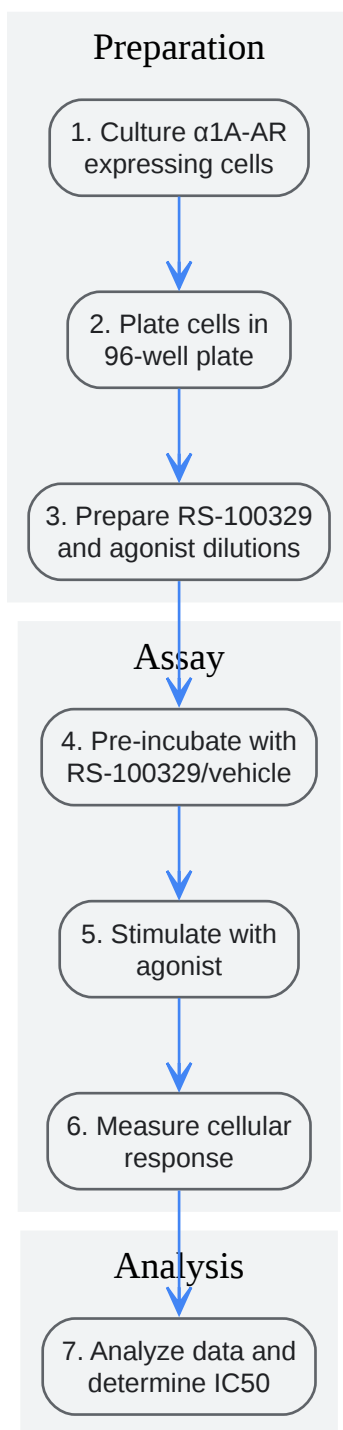 Preparation
1. Culture α1A-AR
expressing cells
2. Plate cells in
96-well plate
3. Prepare RS-100329
and agonist dilutions
Assay
4. Pre-incubate with
RS-100329/vehicle
5. Stimulate with
agonist
6. Measure cellular
response
Analysis
7. Analyze data and
determine IC50